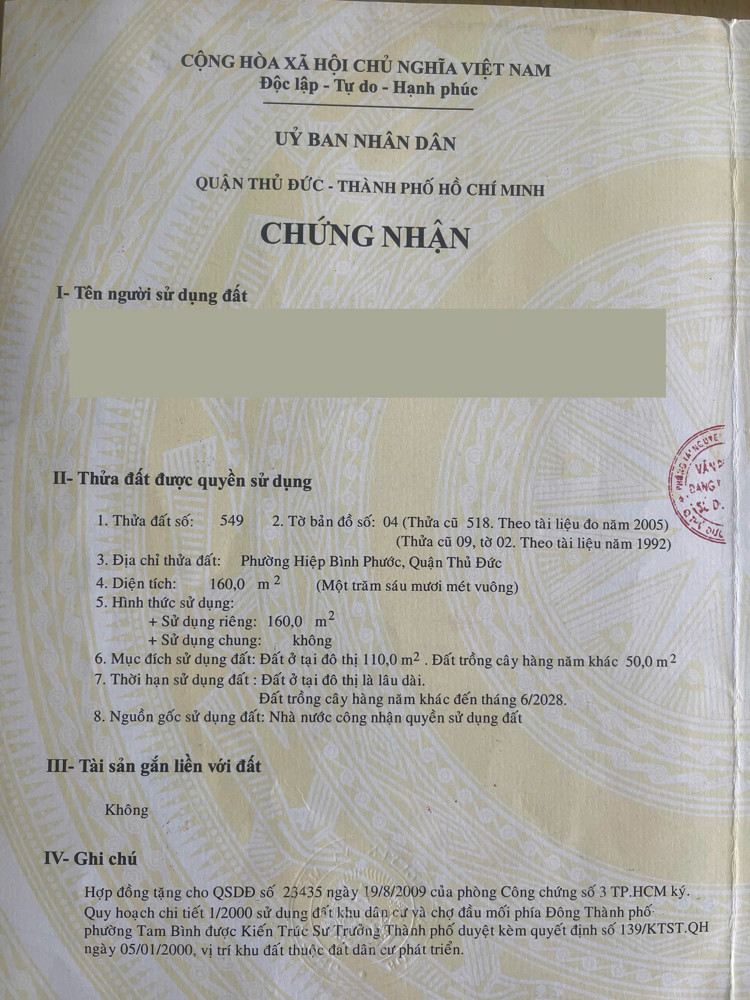 CỘNG HÒA XÃ HỘI CHỦ NGHĨA VIỆT NAM
Độc lập - Tự do - Hạnh phúc
UỶ BAN NHÂN DÂN
QUẬN THỦ ĐỨC - THÀNH PHỐ HỒ CHÍ MINH
CHỨNG NHẬN
I- Tên người sử dụng đất
II- Thửa đất được quyền sử dụng
1. Thửa đất số: 549 2. Tờ bản đồ số: 04 (Thửa cũ 518. Theo tài liệu đo năm 2005)
(Thửa cũ 09, tờ 02. Theo tài liệu năm 1992)
3. Địa chỉ thửa đất: Phường Hiệp Bình Phước, Quận Thủ Đức
4. Diện tích: 160,0 m 2 (Một trăm sáu mươi mét vuông)
5. Hình thức sử dụng:
+ Sử dụng riêng: 160,0 m2
+ Sử dụng chung: không
6. Mục đích sử dụng đất: Đất ở tại đô thị 110,0 m2 . Đất trồng cây hàng năm khác 50,0 m2
7. Thời hạn sử dụng đất : Đất ở tại đô thị là lâu dài.
Đất trồng cây hàng năm khác đến tháng 6/2028.
8. Nguồn gốc sử dụng đất: Nhà nước công nhận quyền sử dụng đất
III- Tài sản gắn liền với đất
Không
IV- Ghi chú
Hợp đồng tặng cho QSDĐ số 23435 ngày 19/8/2009 của phòng Công chứng số 3 TP.HCM ký.
Quy hoạch chi tiết 1/2000 sử dụng đất khu dân cư và chợ đầu mối phía Đông Thành phố-
phường Tam Bình được Kiến Trúc Sư Trưởng Thành phố duyệt kèm quyết định số 139/KTST.QH
ngày 05/01/2000, vị trí khu đất thuộc đất dân cư phát triển.